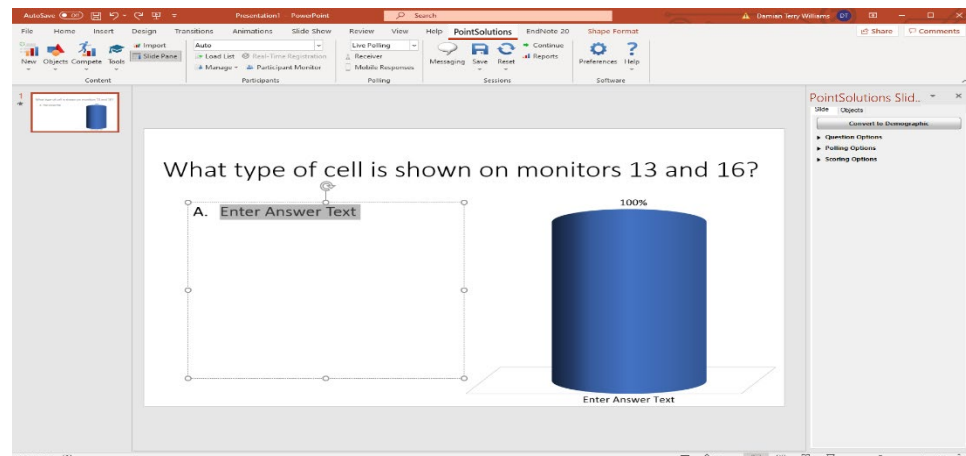 AutoSave Off Presentation1 - PowerPoint Search Damian Terry Williams DT
File Home Insert Design Transitions Animations Slide Show Review View Help PointSolutions EndNote 20 Shape Format Share Comments
New Objects Compete Tools Import Slide Pane Auto Live Polling Messaging Save Reset Continue Preferences Help
Load List Real-Time Registration Receiver Reports
Manage Participant Monitor Mobile Responses
Content Participants Polling Sessions Software
1
PointSolutions Slid...
Slide Objects
Convert to Demographic
Question Options
Polling Options
Scoring Options
What type of cell is shown on monitors 13 and 16?
A. Enter Answer Text
100%
Enter Answer Text